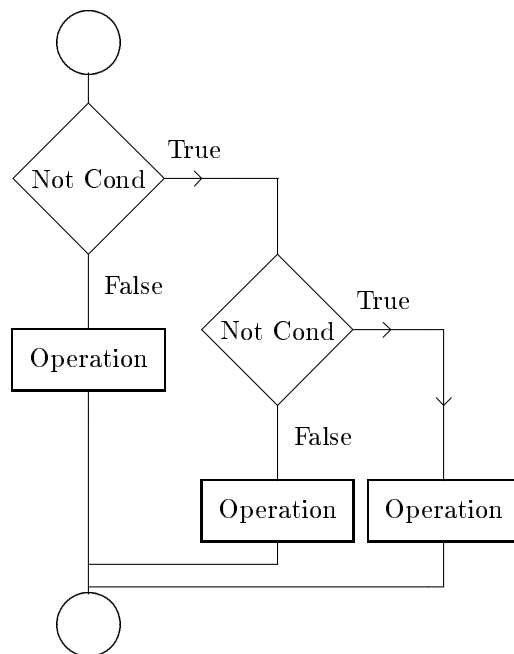 True
Not Cond
False
True
Operation
Not Cond
False
Operation
Operation